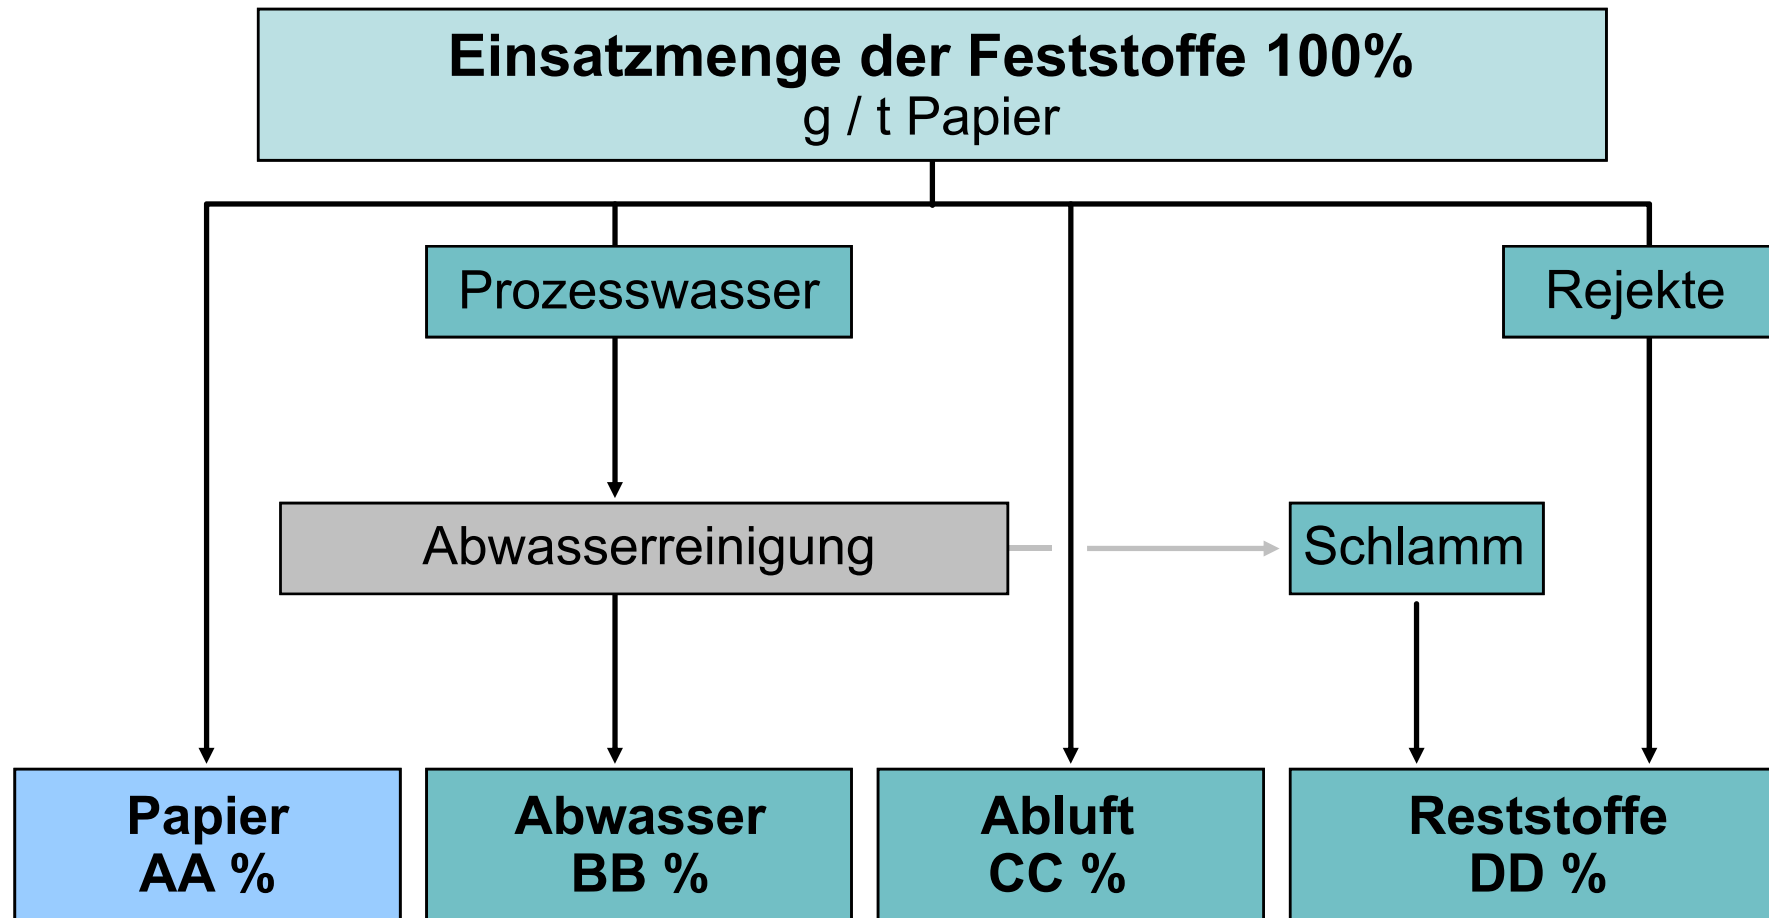 Einsatzmenge der Feststoffe 100%
g / t Papier
Prozesswasser
Rejekte
Abwasserreinigung
Schlamm
Papier
AA %
Abwasser
BB %
Abluft
CC %
Reststoffe
DD %